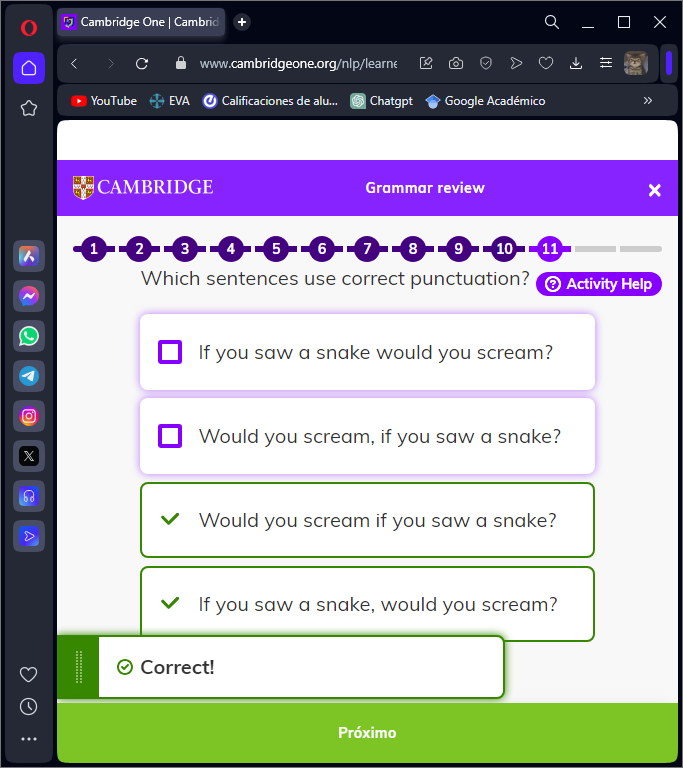 Cambridge One | Cambrid
www.cambridgeone.org/nlp/learne
YouTube EVA Calificaciones de alu... Chatgpt Google Académico »
CAMBRIDGE Grammar review
1 2 3 4 5 6 7 8 9 10 11
Which sentences use correct punctuation?
Activity Help
If you saw a snake would you scream?
Would you scream, if you saw a snake?
Would you scream if you saw a snake?
If you saw a snake, would you scream?
Correct!
Próximo